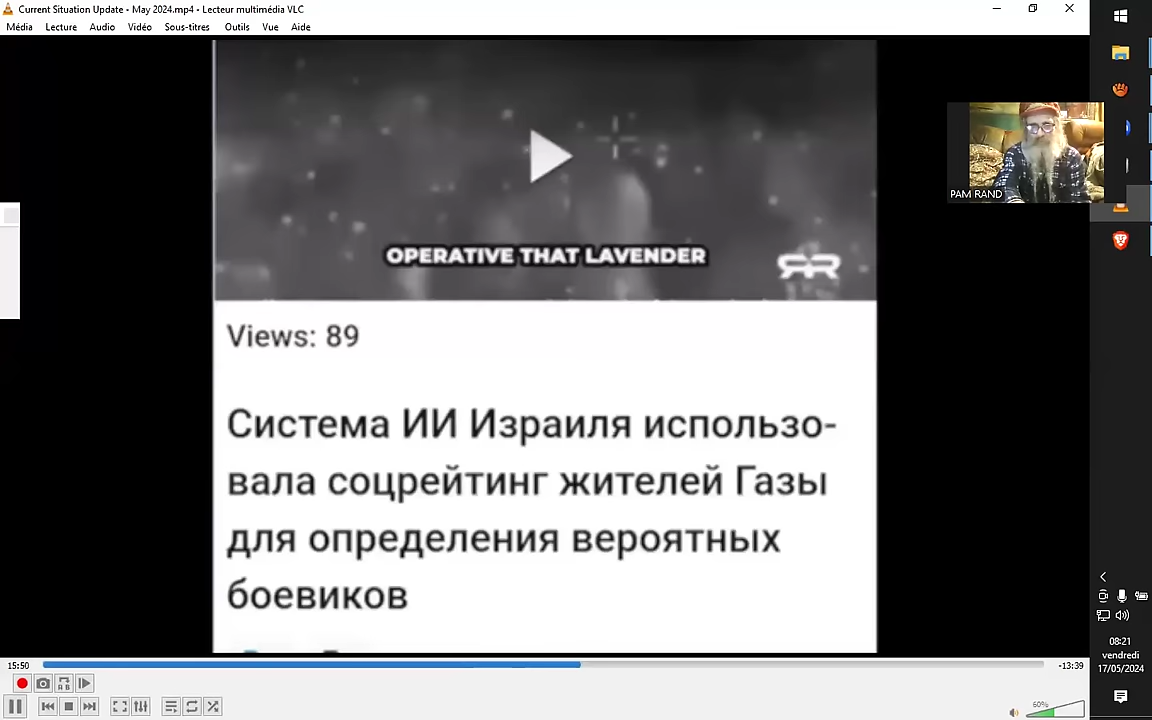 Current Situation Update - May 2024.mp4 - Lecteur multimédia VLC
Média Lecture Audio Vidéo Sous-titres Outils Vue Aide
PAM RAND
OPERATIVE THAT LAVENDER
RR
Views: 89
Система ИИ Израиля использо-
вала соцрейтинг жителей Газы
для определения вероятных
боевиков
15:50
-13:39
60%
08:21
vendredi
17/05/2024